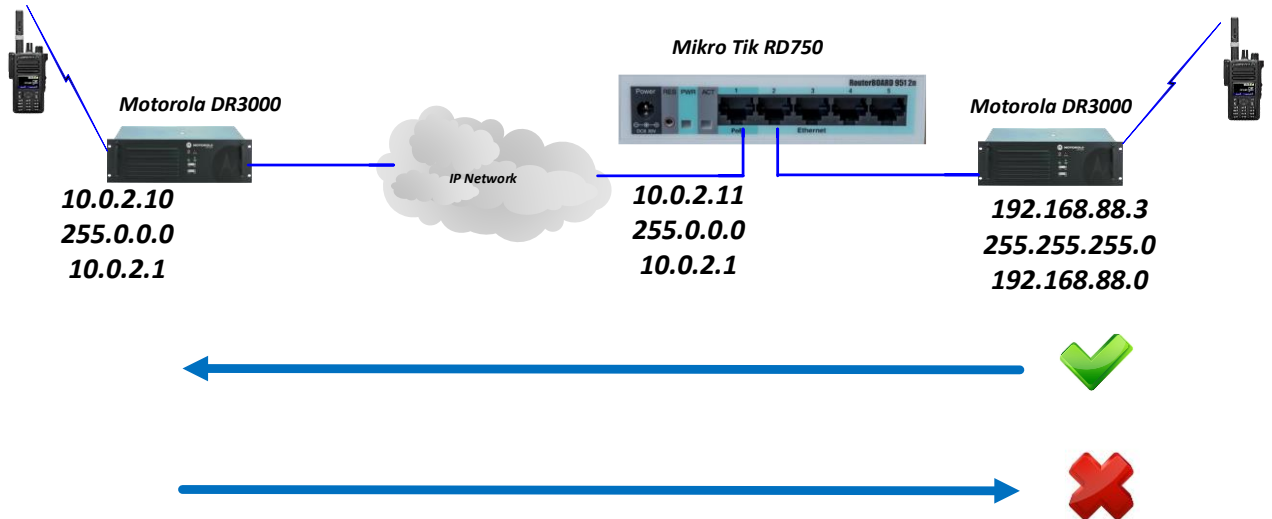 Mikro Tik RD750
Motorola DR3000
Motorola DR3000
RouterBOARD 951 2n
Power
RES
PWR
ACT
1
2
3
4
5
Ethernet
IP Network
10.0.2.10
255.0.0.0
10.0.2.1
10.0.2.11
255.0.0.0
10.0.2.1
192.168.88.3
255.255.255.0
192.168.88.0